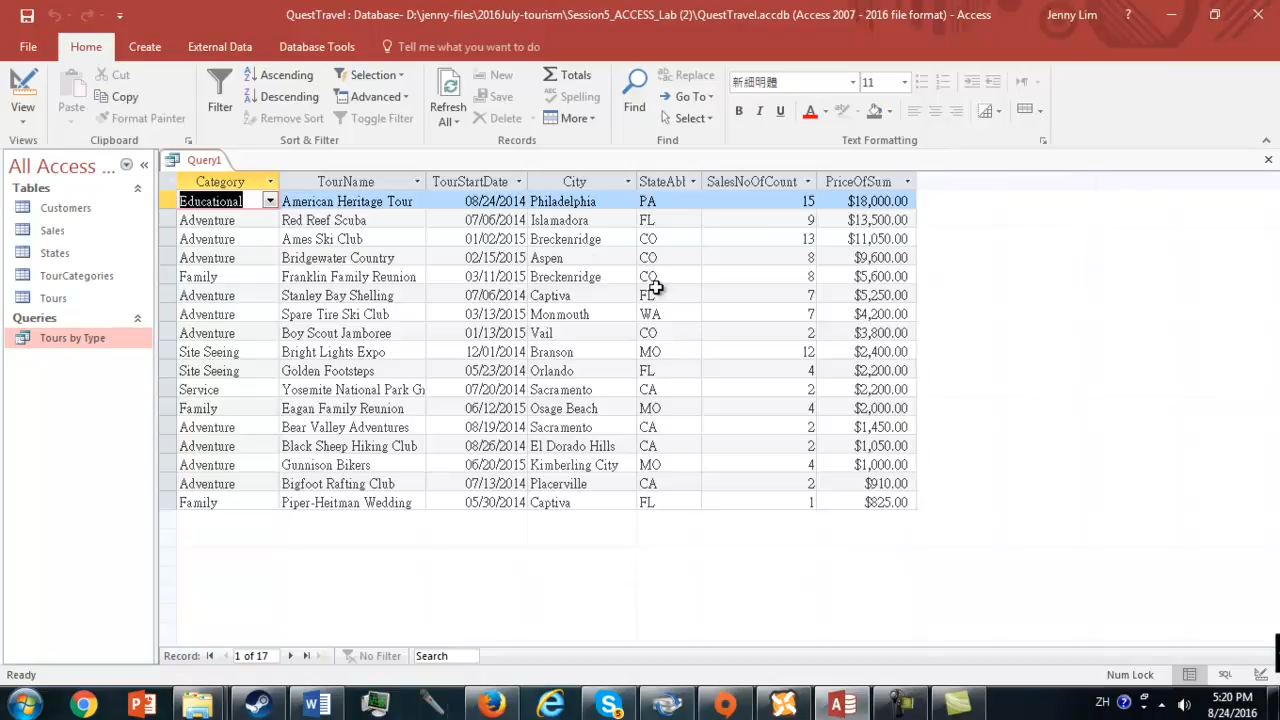 QuestTravel : Database- D:\jenny-files\2016July-tourism\Session5_ACCESS_Lab (2)\QuestTravel.accdb (Access 2007 - 2016 file format) - Access
Jenny Lim
?
File Home Create External Data Database Tools Tell me what you want to do
View
Views
Paste
Cut
Copy
Format Painter
Clipboard
Filter
Ascending
Descending
Remove Sort
Selection
Advanced
Toggle Filter
Sort & Filter
Refresh
All
New
Save
Delete
Totals
Spelling
More
Records
Find
Replace
Go To
Select
Find
新細明體 11
B I U A
Text Formatting
All Access ...
Tables
Customers
Sales
States
TourCategories
Tours
Queries
Tours by Type
Query1
Category TourName TourStartDate City StateAbl SalesNoOfCount PriceOfSum
Educational American Heritage Tour 08/24/2014 Philadelphia PA 15 $18,000.00
Adventure Red Reef Scuba 07/06/2014 Islamadora FL 9 $13,500.00
Adventure Ames Ski Club 01/02/2015 Breckenridge CO 13 $11,050.00
Adventure Bridgewater Country 02/15/2015 Aspen CO 8 $9,600.00
Family Franklin Family Reunion 03/11/2015 Breckenridge CO 8 $5,600.00
Adventure Stanley Bay Shelling 07/06/2014 Captiva FL 7 $5,250.00
Adventure Spare Tire Ski Club 03/13/2015 Monmouth WA 7 $4,200.00
Adventure Boy Scout Jamboree 01/13/2015 Vail CO 2 $3,800.00
Site Seeing Bright Lights Expo 12/01/2014 Branson MO 12 $2,400.00
Site Seeing Golden Footsteps 05/23/2014 Orlando FL 4 $2,200.00
Service Yosemite National Park Gr 07/20/2014 Sacramento CA 2 $2,200.00
Family Eagan Family Reunion 06/12/2015 Osage Beach MO 4 $2,000.00
Adventure Bear Valley Adventures 08/19/2014 Sacramento CA 2 $1,450.00
Adventure Black Sheep Hiking Club 08/26/2014 El Dorado Hills CA 2 $1,050.00
Adventure Gunnison Bikers 06/20/2015 Kimberling City MO 4 $1,000.00
Adventure Bigfoot Rafting Club 07/13/2014 Placerville CA 2 $910.00
Family Piper-Heitman Wedding 05/30/2014 Captiva FL 1 $825.00
Record: 1 of 17 No Filter Search
Ready
Num Lock
SQL
ZH
5:20 PM
8/24/2016